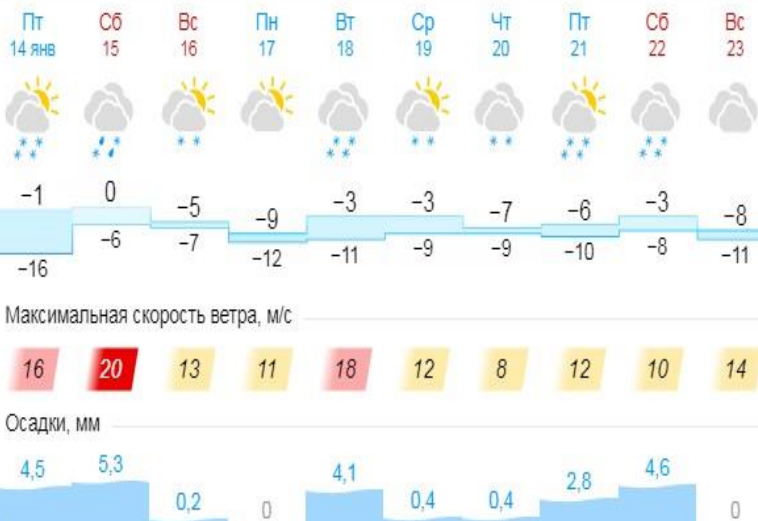 Пт Сб Вс Пн Вт Ср Чт Пт Сб Вс
14 янв 15 16 17 18 19 20 21 22 23
−1 0 −5 −9 −3 −3 −7 −6 −3 −8
−16 −6 −7 −12 −11 −9 −9 −10 −8 −11
Максимальная скорость ветра, м/с
16 20 13 11 18 12 8 12 10 14
Осадки, мм
4,5 5,3 0,2 0 4,1 0,4 0,4 2,8 4,6 0